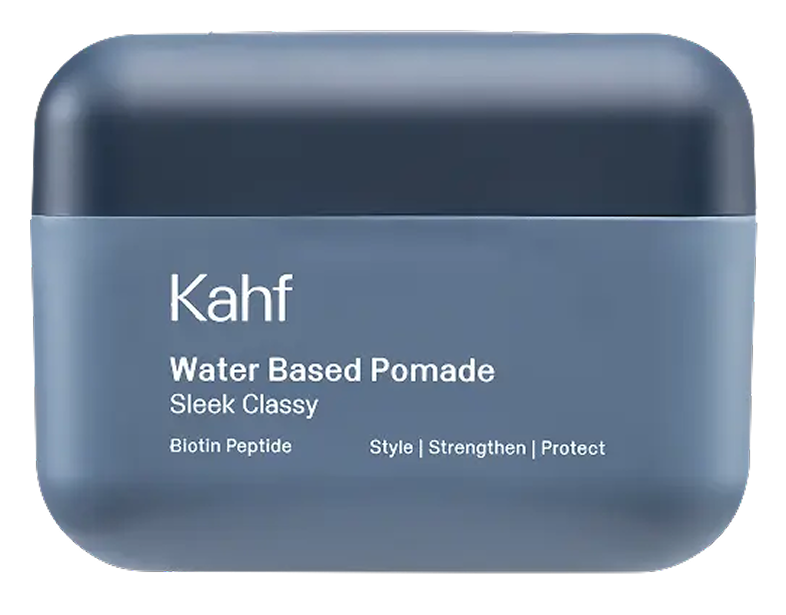 Kahf
Water Based Pomade
Sleek Classy
Biotin Peptide
Style | Strengthen | Protect